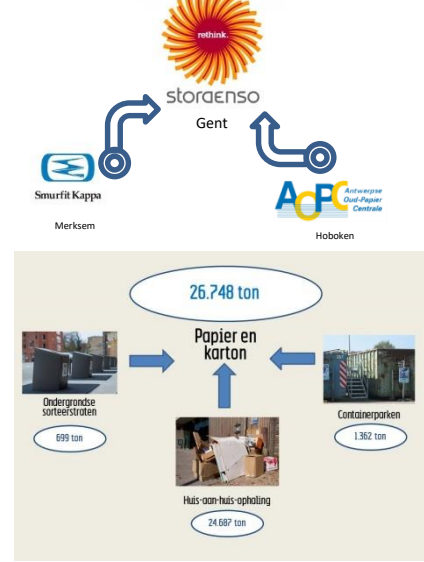 rethink.
storaenso
Gent
Smurfit Kappa
Merksem
AOPC
Antwerpse
Oud-Papier
Centrale
Hoboken
26.748 ton
Papier en
karton
Ondergrondse
sorteerstraten
699 ton
Containerparken
1.362 ton
Huis-aan-huis-ophaling
24.687 ton